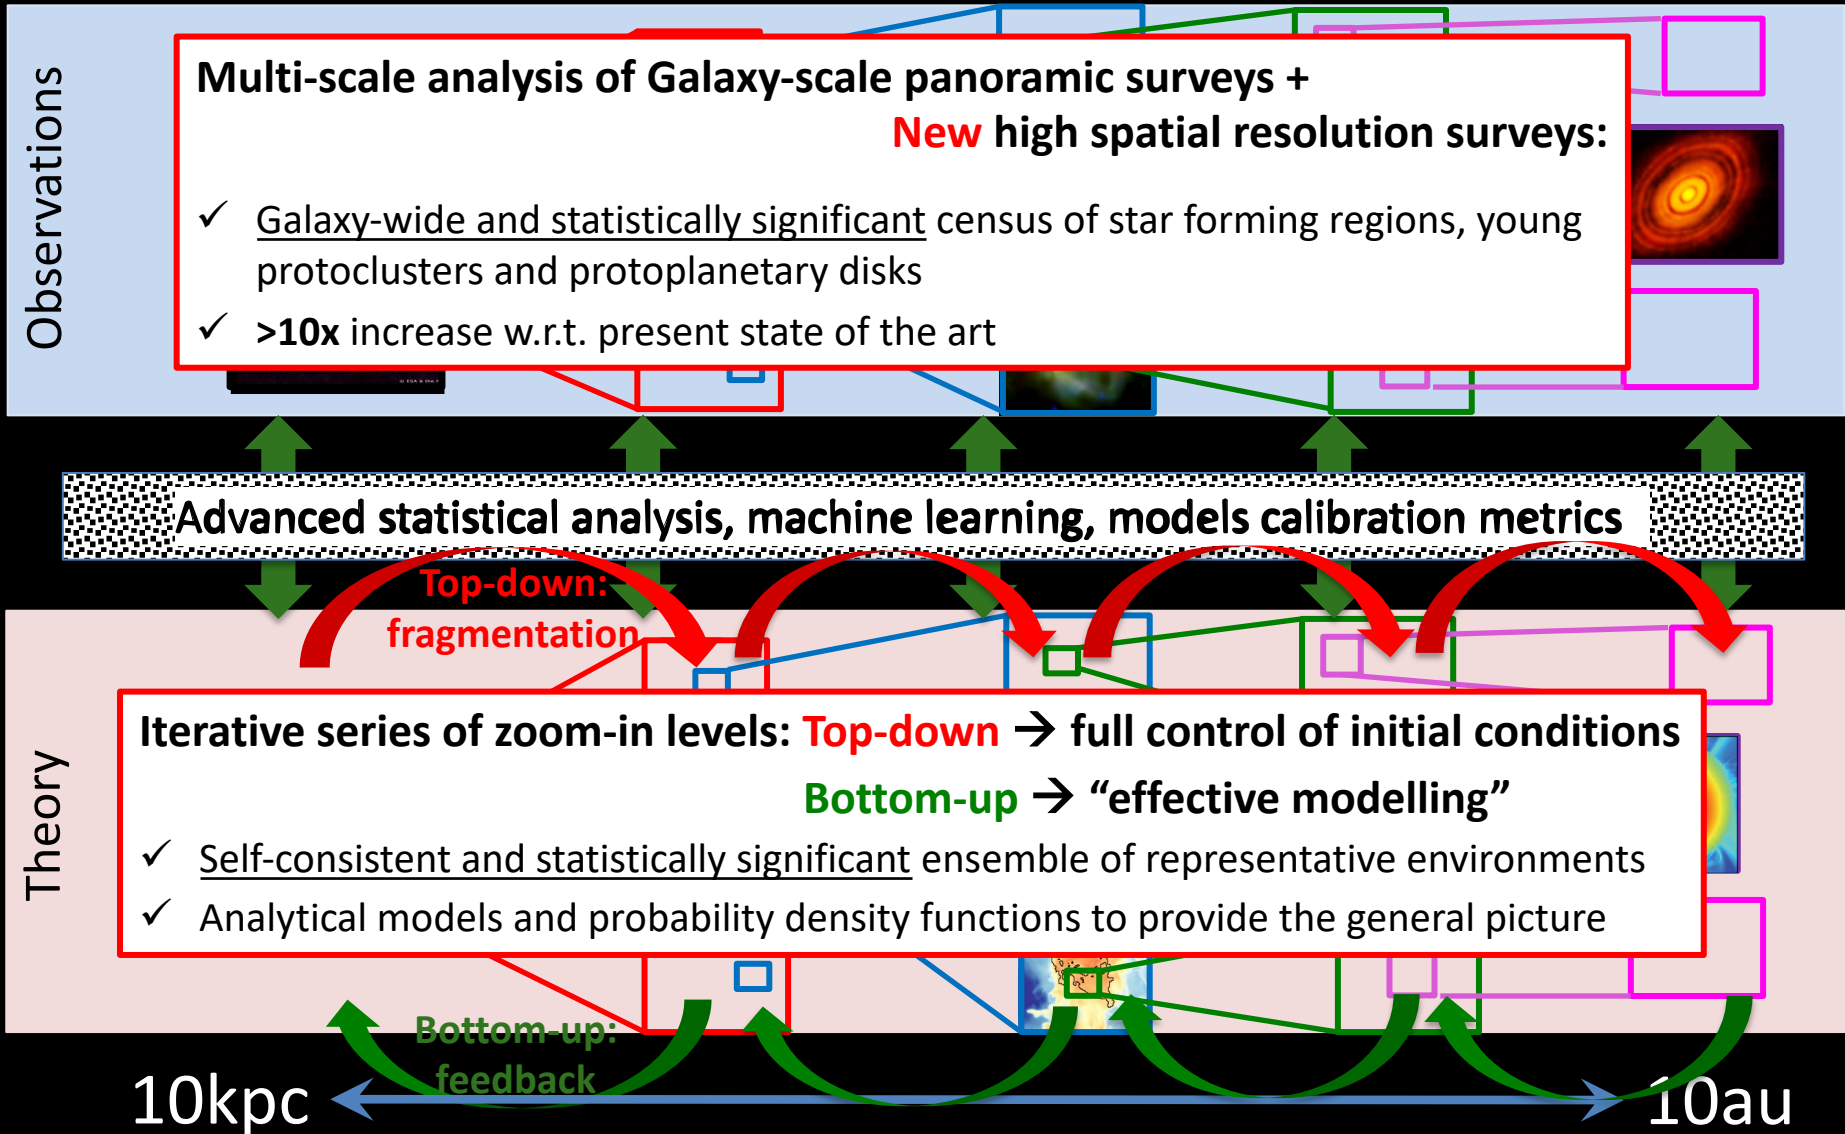 Observations
Multi-scale analysis of Galaxy-scale panoramic surveys +
New high spatial resolution surveys:
✓ Galaxy-wide and statistically significant census of star forming regions, young
protoclusters and protoplanetary disks
✓ >10x increase w.r.t. present state of the art
Advanced statistical analysis, machine learning, models calibration metrics
Top-down:
fragmentation
Theory
Iterative series of zoom-in levels: Top-down → full control of initial conditions
Bottom-up → “effective modelling”
✓ Self-consistent and statistically significant ensemble of representative environments
✓ Analytical models and probability density functions to provide the general picture
Bottom-up:
feedback
10kpc
10au